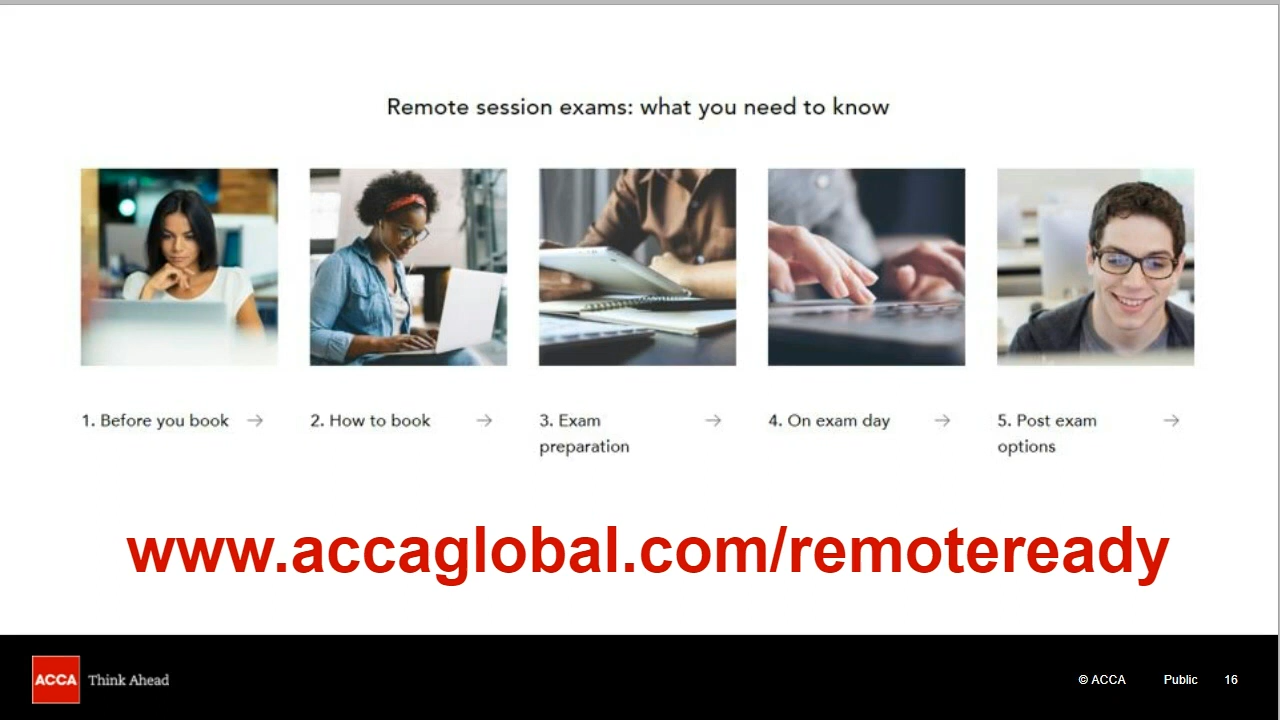 Remote session exams: what you need to know
1. Before you book →
2. How to book →
3. Exam →
preparation
4. On exam day →
5. Post exam →
options
www.accaglobal.com/remoteready
ACCA Think Ahead
© ACCA Public 16